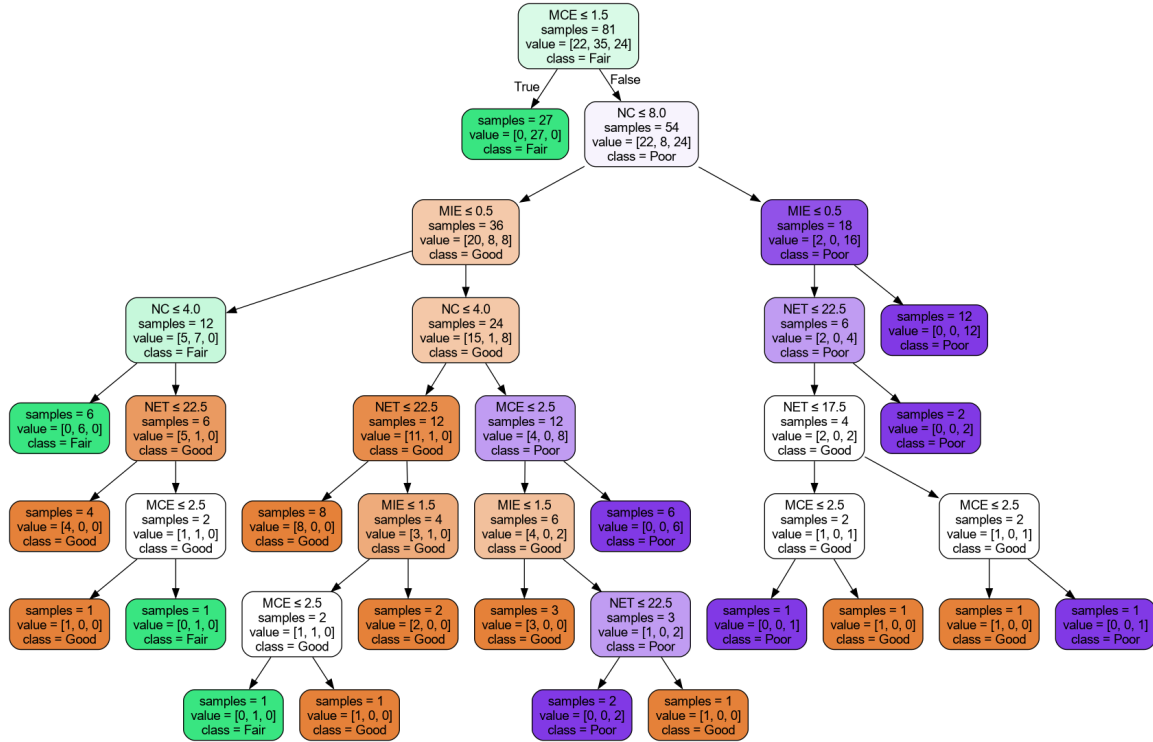 MCE ≤ 1.5
samples = 81
value = [22, 35, 24]
class = Fair
True
False
samples = 27
value = [0, 27, 0]
class = Fair
NC ≤ 8.0
samples = 54
value = [22, 8, 24]
class = Poor
MIE ≤ 0.5
samples = 36
value = [20, 8, 8]
class = Good
MIE ≤ 0.5
samples = 18
value = [2, 0, 16]
class = Poor
NC ≤ 4.0
samples = 12
value = [5, 7, 0]
class = Fair
NC ≤ 4.0
samples = 24
value = [15, 1, 8]
class = Good
NET ≤ 22.5
samples = 6
value = [2, 0, 4]
class = Poor
samples = 12
value = [0, 0, 12]
class = Poor
samples = 6
value = [0, 6, 0]
class = Fair
NET ≤ 22.5
samples = 6
value = [5, 1, 0]
class = Good
NET ≤ 22.5
samples = 12
value = [11, 1, 0]
class = Good
MCE ≤ 2.5
samples = 12
value = [4, 0, 8]
class = Poor
NET ≤ 17.5
samples = 4
value = [2, 0, 2]
class = Good
samples = 2
value = [0, 0, 2]
class = Poor
samples = 4
value = [4, 0, 0]
class = Good
MCE ≤ 2.5
samples = 2
value = [1, 1, 0]
class = Good
samples = 8
value = [8, 0, 0]
class = Good
MIE ≤ 1.5
samples = 4
value = [3, 1, 0]
class = Good
MIE ≤ 1.5
samples = 6
value = [4, 0, 2]
class = Good
samples = 6
value = [0, 0, 6]
class = Poor
MCE ≤ 2.5
samples = 2
value = [1, 0, 1]
class = Good
MCE ≤ 2.5
samples = 2
value = [1, 0, 1]
class = Good
samples = 1
value = [1, 0, 0]
class = Good
samples = 1
value = [0, 1, 0]
class = Fair
MCE ≤ 2.5
samples = 2
value = [1, 1, 0]
class = Good
samples = 2
value = [2, 0, 0]
class = Good
samples = 3
value = [3, 0, 0]
class = Good
NET ≤ 22.5
samples = 3
value = [1, 0, 2]
class = Poor
samples = 1
value = [0, 0, 1]
class = Poor
samples = 1
value = [1, 0, 0]
class = Good
samples = 1
value = [1, 0, 0]
class = Good
samples = 1
value = [0, 0, 1]
class = Poor
samples = 1
value = [0, 1, 0]
class = Fair
samples = 1
value = [1, 0, 0]
class = Good
samples = 2
value = [0, 0, 2]
class = Poor
samples = 1
value = [1, 0, 0]
class = Good